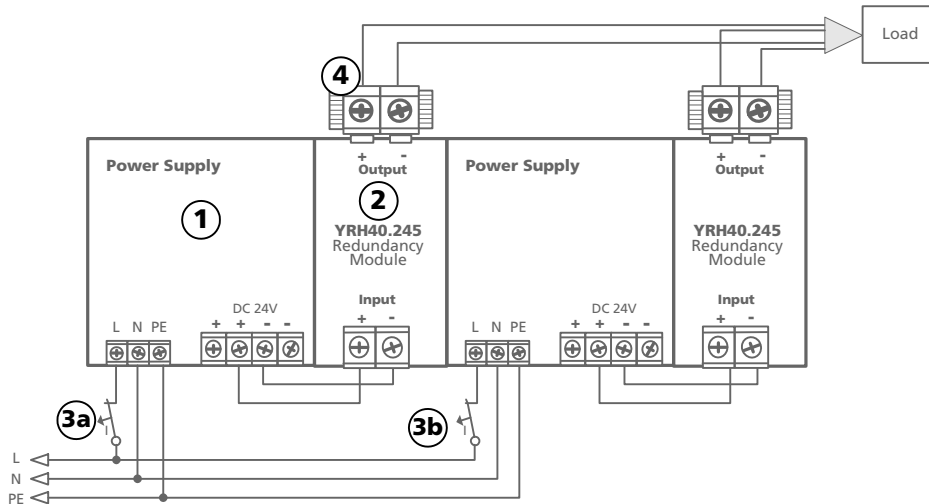 Load
4
+ -
Output
+ -
Output
Power Supply
Power Supply
1
2
YRH40.245
Redundancy
Module
YRH40.245
Redundancy
Module
Input
+ -
Input
+ -
DC 24V
+ + - -
DC 24V
+ + - -
L N PE
L N PE
3a
3b
I
I
L
N
PE